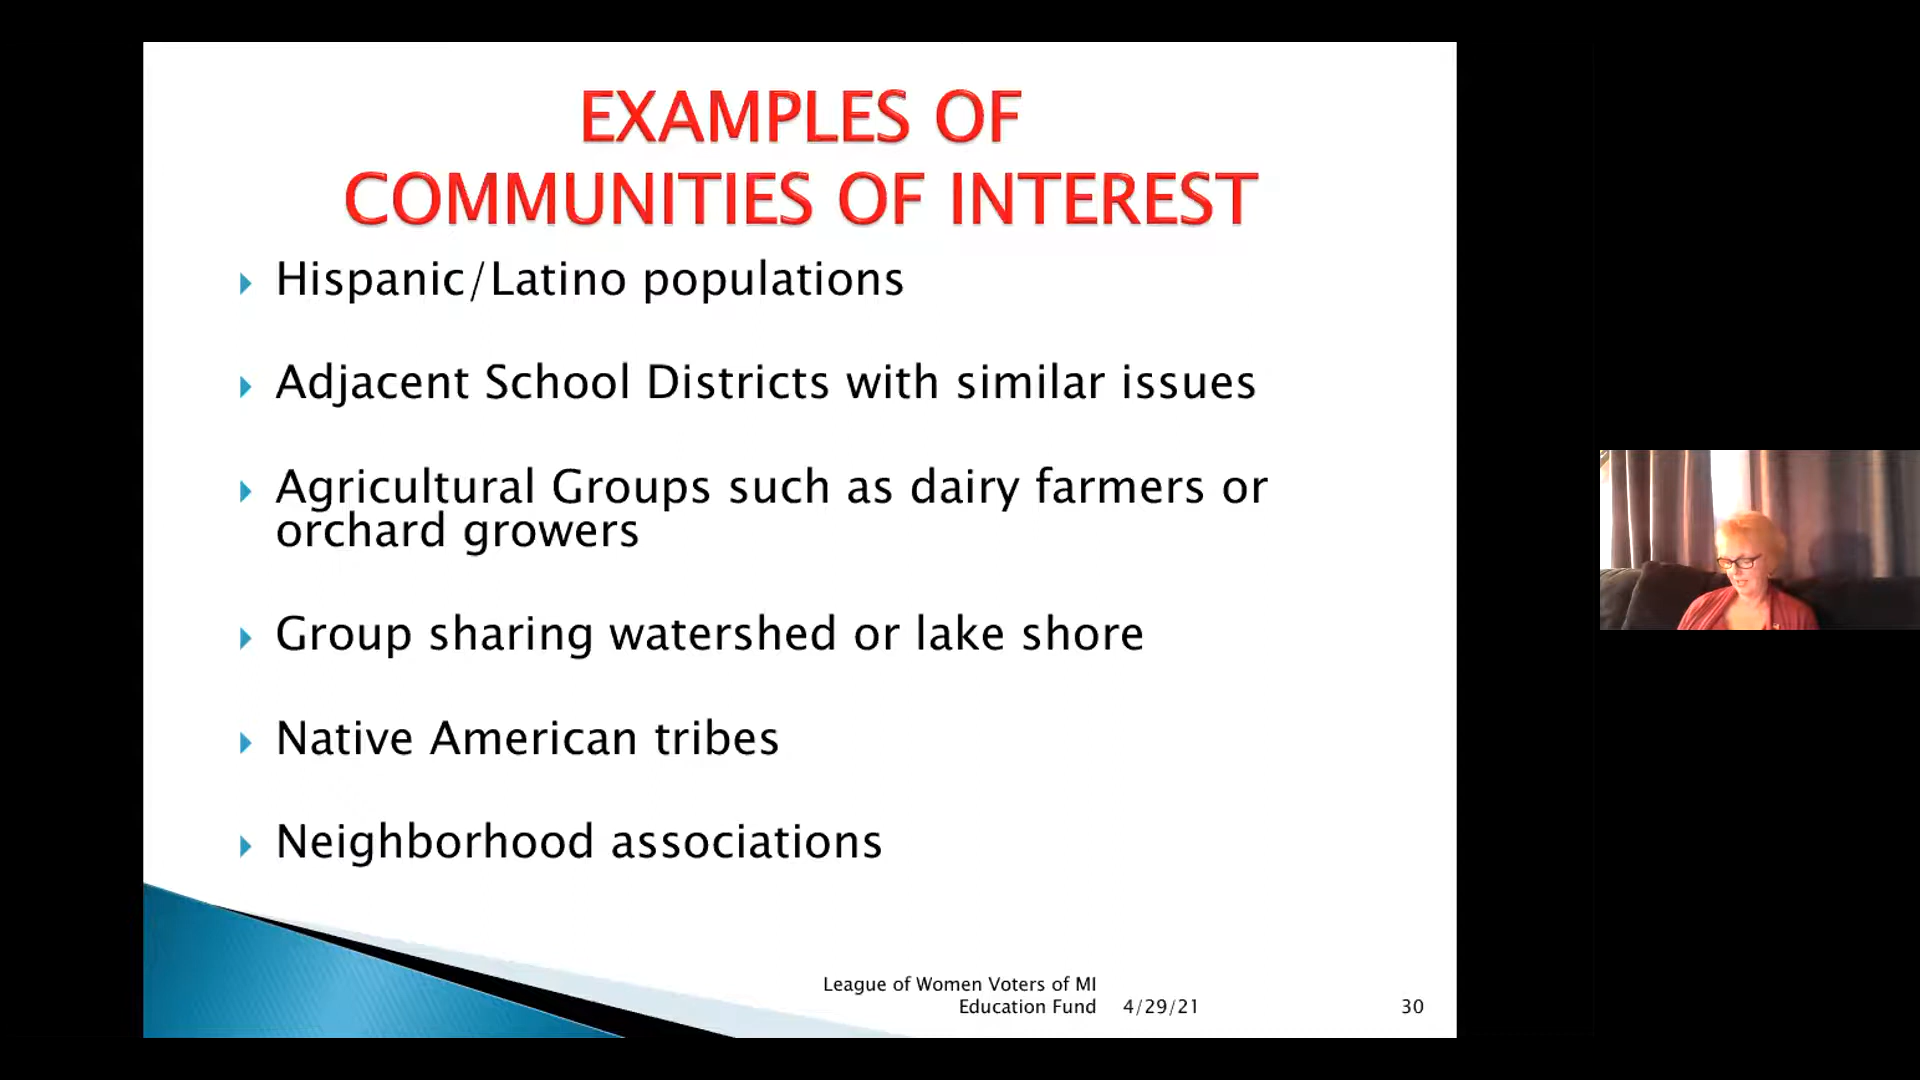 EXAMPLES OF
COMMUNITIES OF INTEREST
Hispanic/Latino populations
Adjacent School Districts with similar issues
Agricultural Groups such as dairy farmers or
orchard growers
Group sharing watershed or lake shore
Native American tribes
Neighborhood associations
League of Women Voters of MI
Education Fund 4/29/21 30